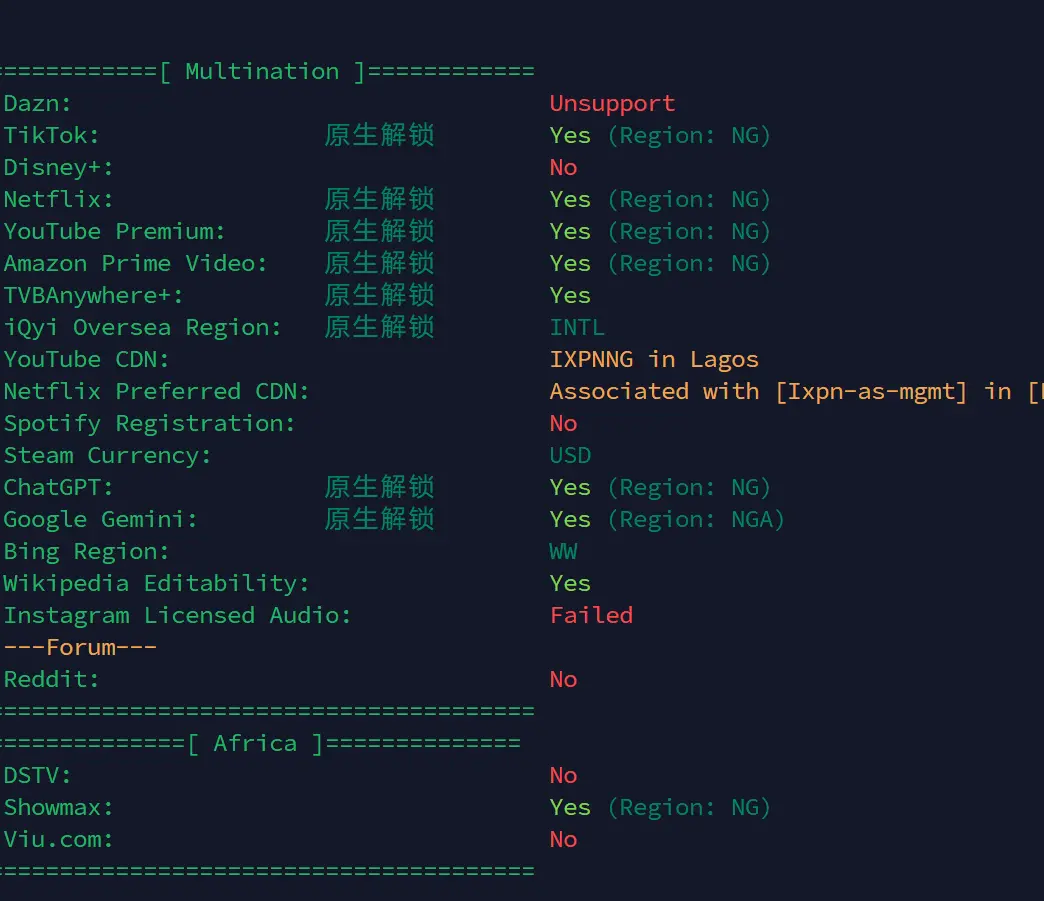 ============[ Multination ]============
Dazn: Unsupport
TikTok: 原生解锁 Yes (Region: NG)
Disney+: No
Netflix: 原生解锁 Yes (Region: NG)
YouTube Premium: 原生解锁 Yes (Region: NG)
Amazon Prime Video: 原生解锁 Yes (Region: NG)
TVBAnywhere+: 原生解锁 Yes
iQyi Oversea Region: 原生解锁 INTL
YouTube CDN: IXPNNG in Lagos
Netflix Preferred CDN: Associated with [Ixpn-as-mgmt] in [
Spotify Registration: No
Steam Currency: USD
ChatGPT: 原生解锁 Yes (Region: NG)
Google Gemini: 原生解锁 Yes (Region: NGA)
Bing Region: WW
Wikipedia Editability: Yes
Instagram Licensed Audio: Failed
---Forum---
Reddit: No
=======================================
==============[ Africa ]==============
DSTV: No
Showmax: Yes (Region: NG)
Viu.com: No
=======================================